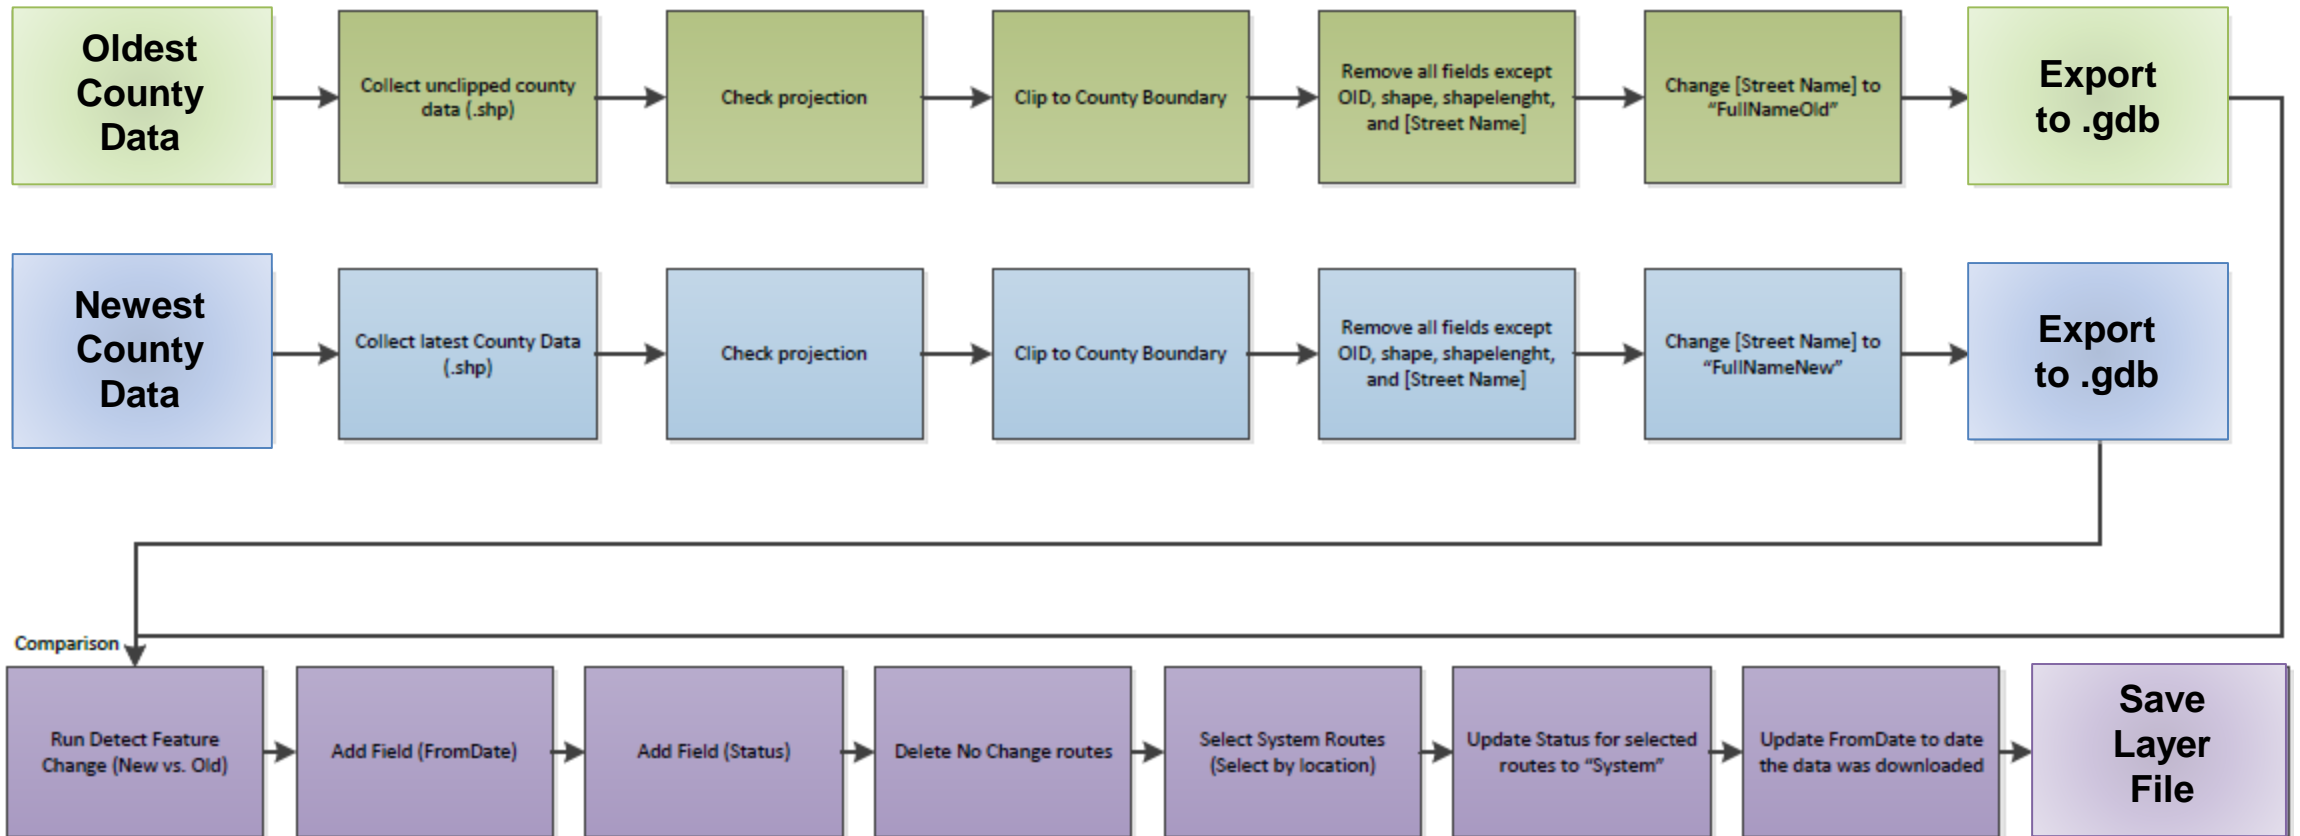 Oldest
County
Data
Collect unclipped county
data (.shp)
Check projection
Clip to County Boundary
Remove all fields except
OID, shape, shapelenght,
and [Street Name]
Change [Street Name] to
“FullNameOld”
Export
to .gdb
Newest
County
Data
Collect latest County Data
(.shp)
Check projection
Clip to County Boundary
Remove all fields except
OID, shape, shapelenght,
and [Street Name]
Change [Street Name] to
“FullNameNew”
Export
to .gdb
Comparison
Run Detect Feature
Change (New vs. Old)
Add Field (FromDate)
Add Field (Status)
Delete No Change routes
Select System Routes
(Select by location)
Update Status for selected
routes to “System”
Update FromDate to date
the data was downloaded
Save
Layer
File